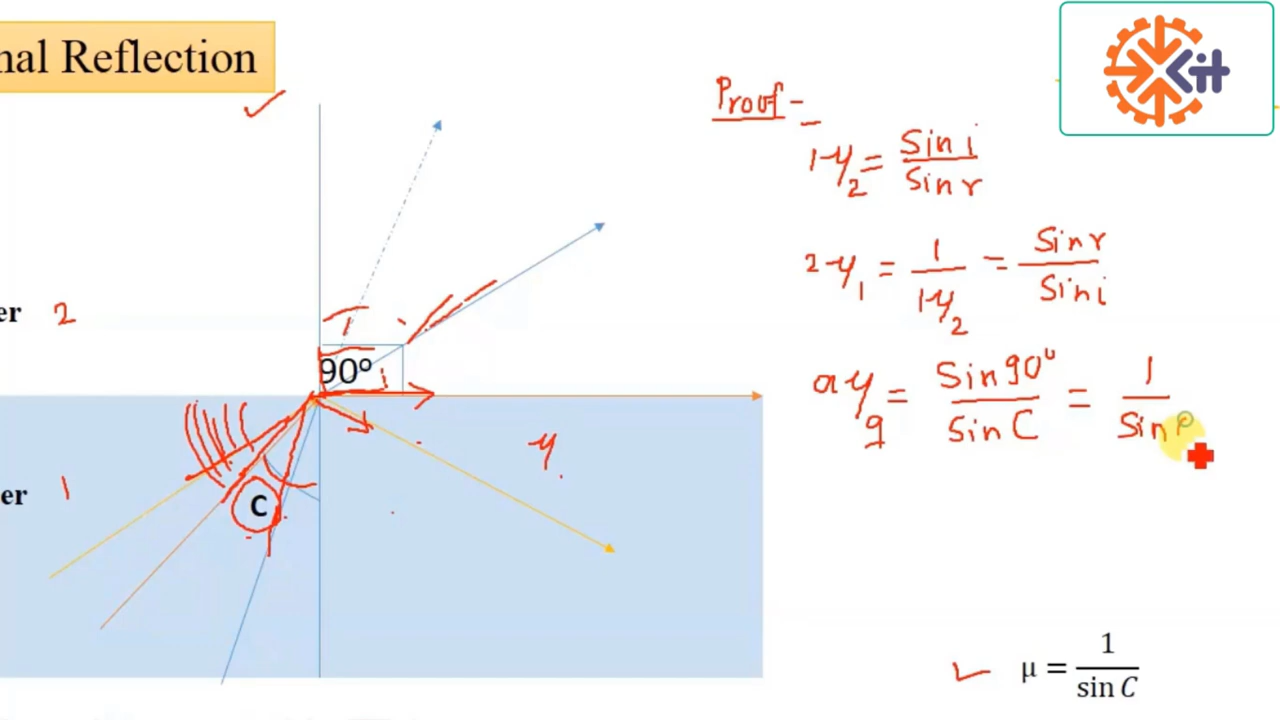 nal Reflection
Proof -
1μ2 = Sin i / Sin r
er 2
2μ1 = 1 / 1μ2 = Sin r / Sin i
90°
aμg = Sin 90° / Sin C = 1 / Sin
μ
er 1
C
μ = 1 / sin C